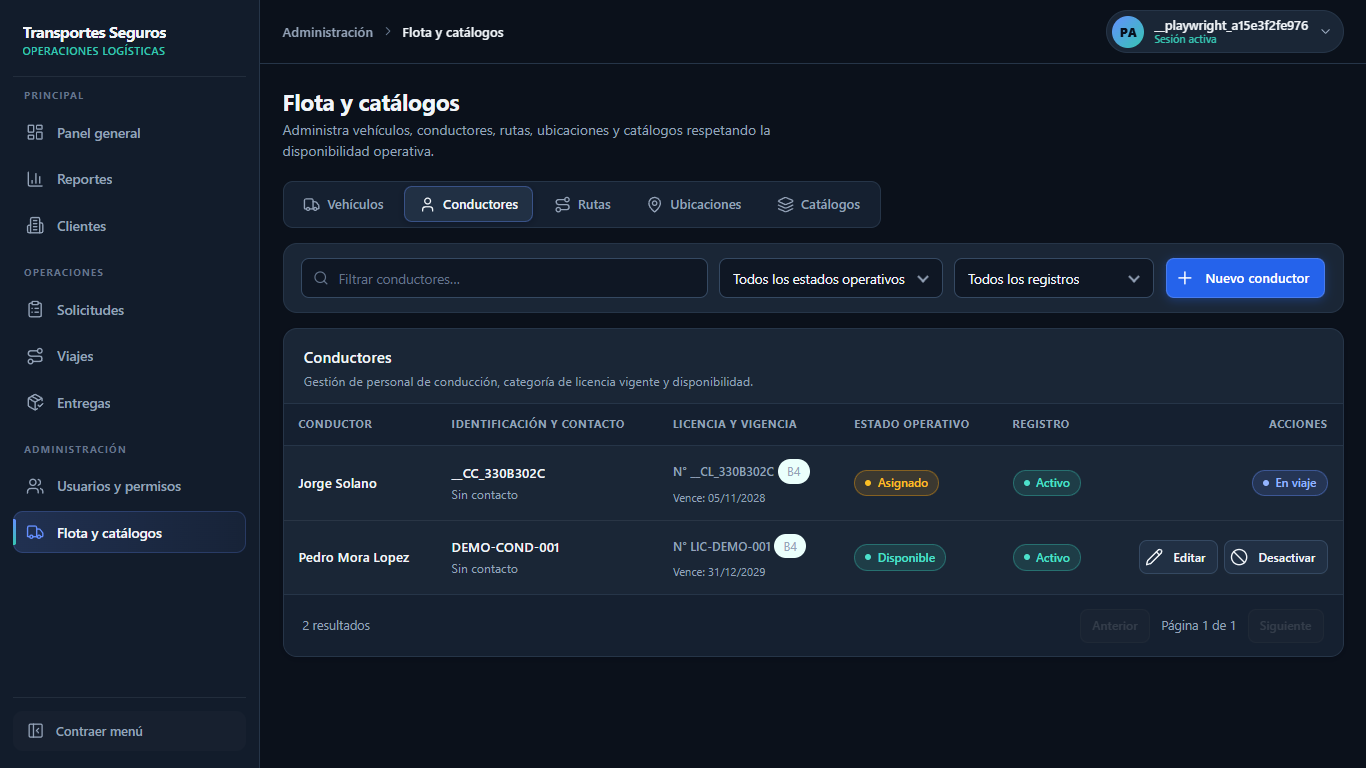 Transportes Seguros
OPERACIONES LOGÍSTICAS
PRINCIPAL
Panel general
Reportes
Clientes
OPERACIONES
Solicitudes
Viajes
Entregas
ADMINISTRACIÓN
Usuarios y permisos
Flota y catálogos
Contraer menú
Administración > Flota y catálogos
PA __playwright_a15e3f2fe976
Sesión activa
Flota y catálogos
Administra vehículos, conductores, rutas, ubicaciones y catálogos respetando la
disponibilidad operativa.
Vehículos Conductores Rutas Ubicaciones Catálogos
Filtrar conductores... Todos los estados operativos Todos los registros Nuevo conductor
Conductores
Gestión de personal de conducción, categoría de licencia vigente y disponibilidad.
CONDUCTOR IDENTIFICACIÓN Y CONTACTO LICENCIA Y VIGENCIA ESTADO OPERATIVO REGISTRO ACCIONES
Jorge Solano __CC_330B302C Sin contacto N° __CL_330B302C B4 Vence: 05/11/2028 Asignado Activo En viaje
Pedro Mora Lopez DEMO-COND-001 Sin contacto N° LIC-DEMO-001 B4 Vence: 31/12/2029 Disponible Activo Editar Desactivar
2 resultados Anterior Página 1 de 1 Siguiente